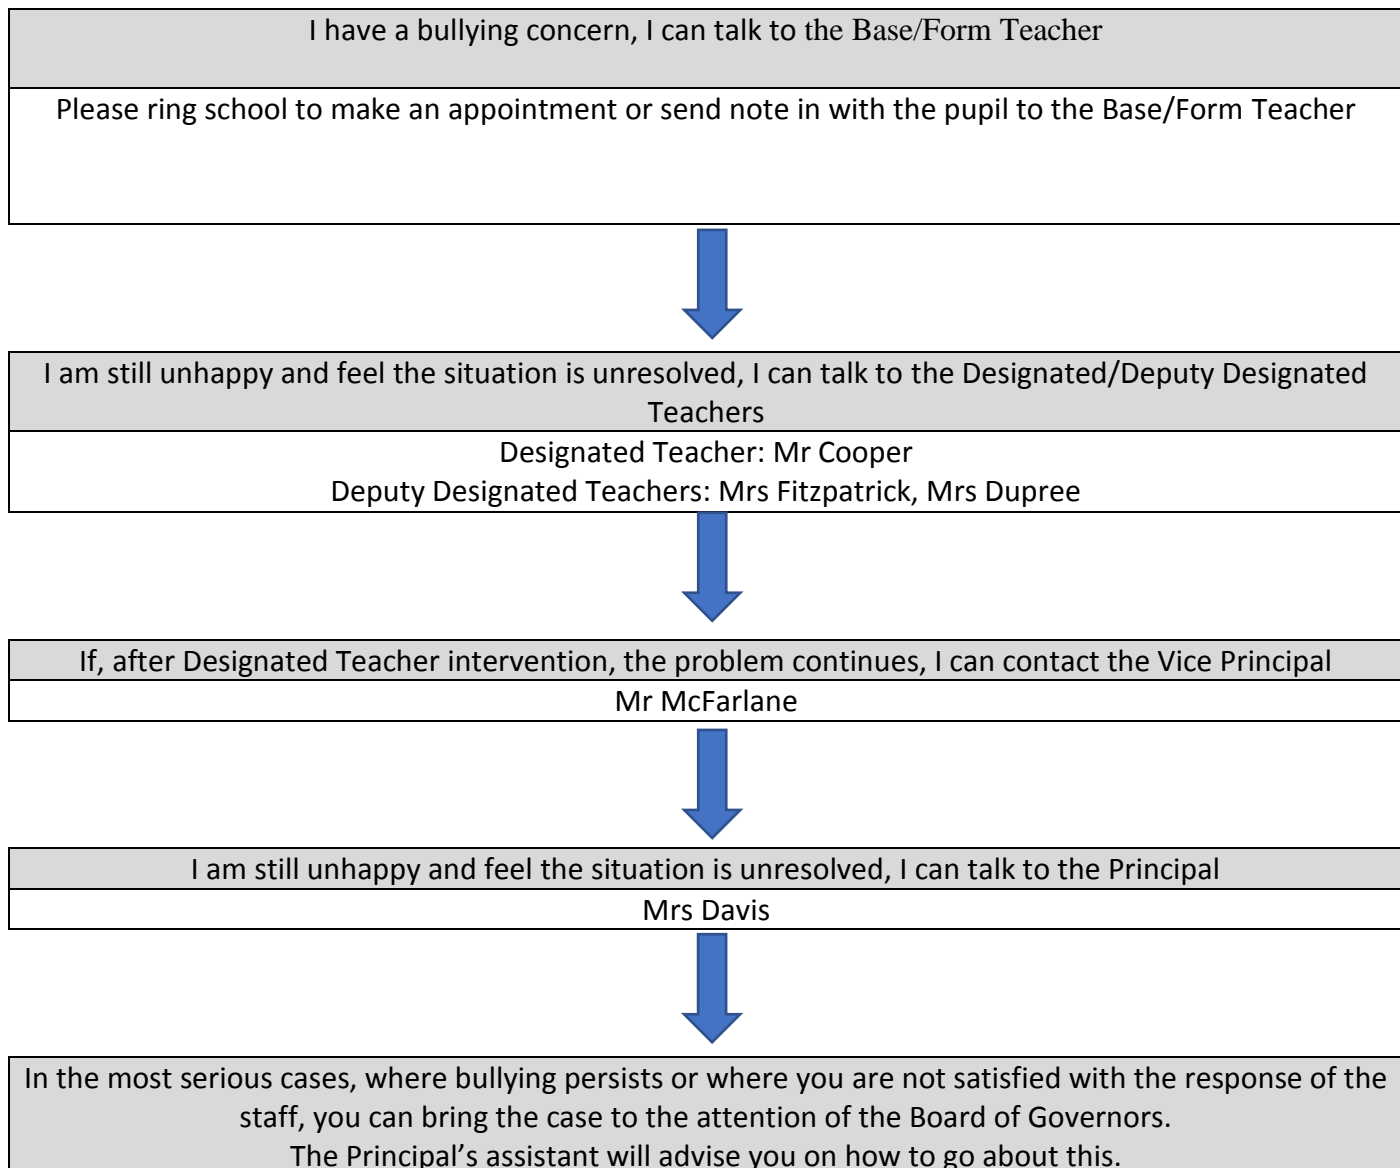 I have a bullying concern, I can talk to the Base/Form Teacher
Please ring school to make an appointment or send note in with the pupil to the Base/Form Teacher
I am still unhappy and feel the situation is unresolved, I can talk to the Designated/Deputy Designated
Teachers
Designated Teacher: Mr Cooper
Deputy Designated Teachers: Mrs Fitzpatrick, Mrs Dupree
If, after Designated Teacher intervention, the problem continues, I can contact the Vice Principal
Mr McFarlane
I am still unhappy and feel the situation is unresolved, I can talk to the Principal
Mrs Davis
In the most serious cases, where bullying persists or where you are not satisfied with the response of the
staff, you can bring the case to the attention of the Board of Governors.
The Principal’s assistant will advise you on how to go about this.